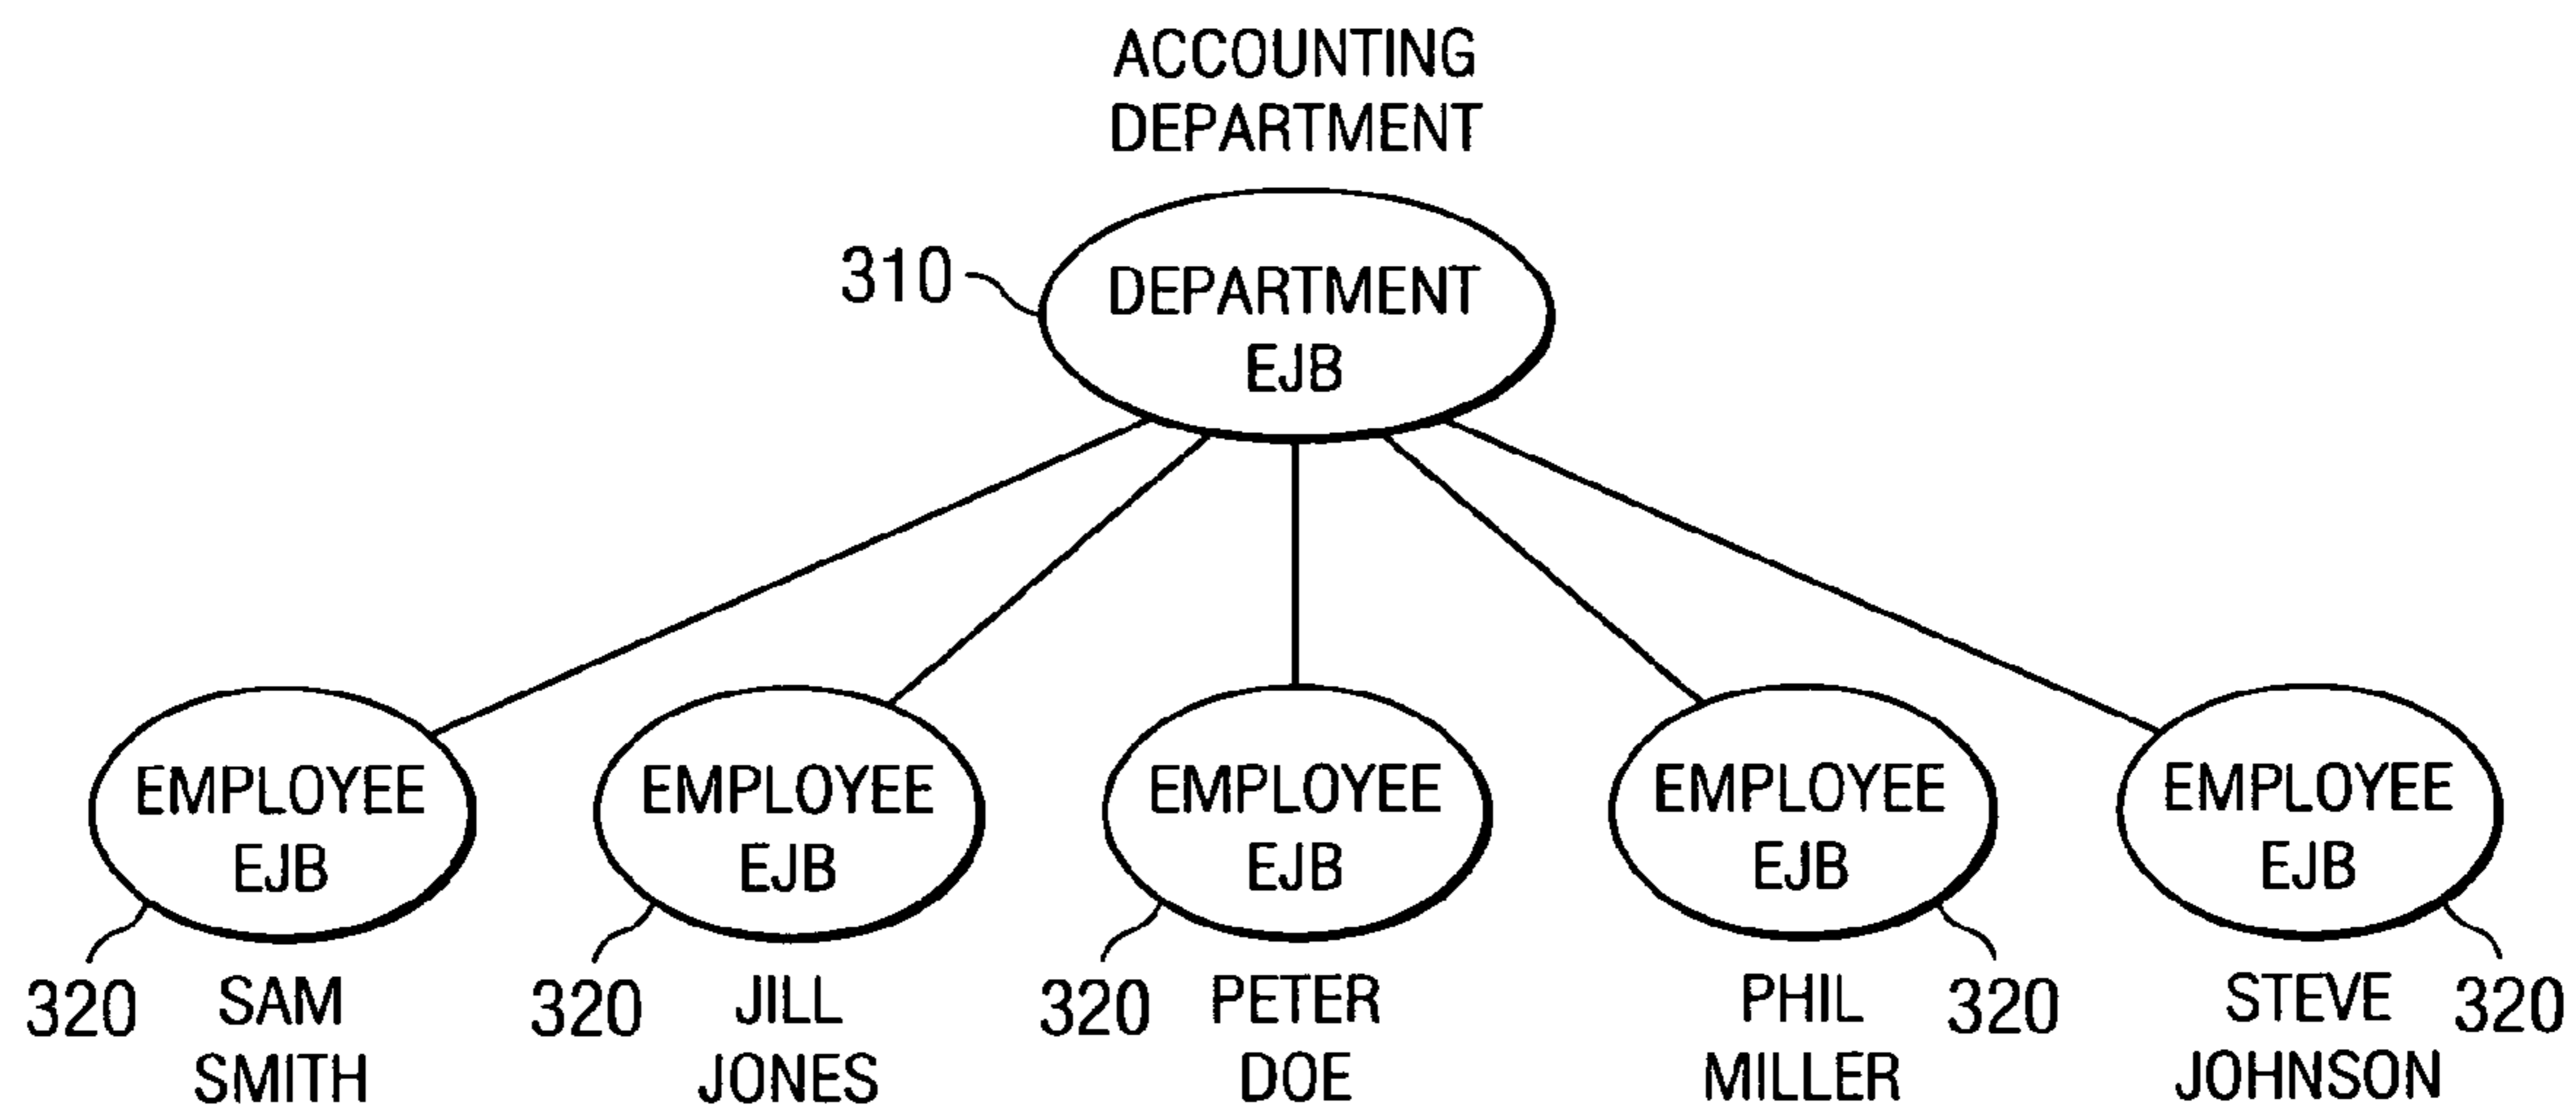 ACCOUNTING
DEPARTMENT
310
DEPARTMENT
EJB
EMPLOYEE
EJB
EMPLOYEE
EJB
EMPLOYEE
EJB
EMPLOYEE
EJB
EMPLOYEE
EJB
320
SAM
SMITH
320
JILL
JONES
320
PETER
DOE
PHIL
MILLER
320
STEVE
JOHNSON
320